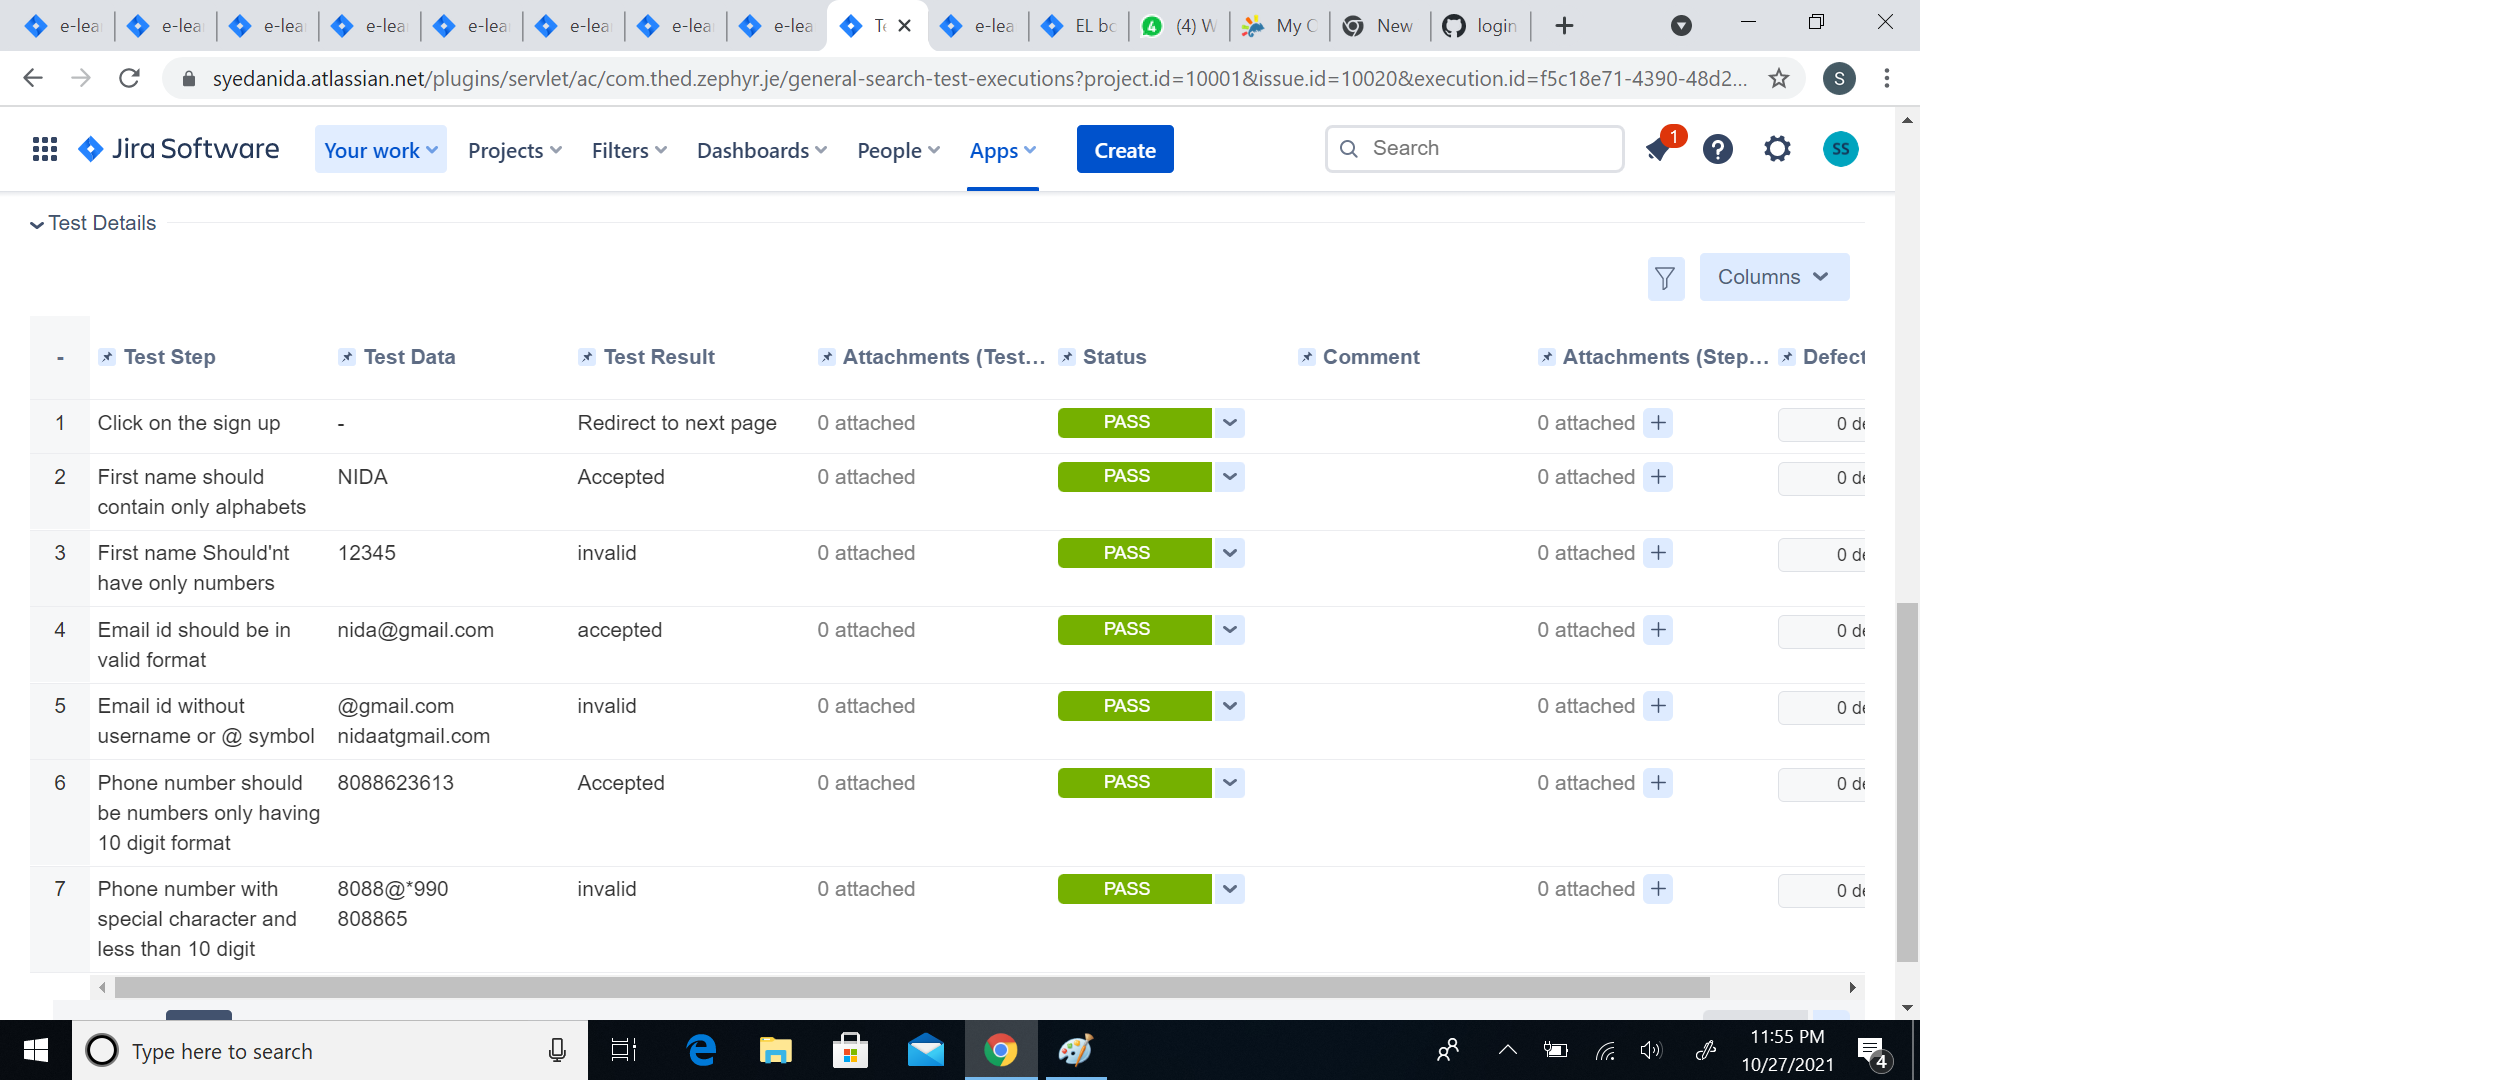 e-lea e-lea e-lea e-lea e-lea e-lea e-lea e-lea Te e-lea EL bo (4) W My C New login
syedanida.atlassian.net/plugins/servlet/ac/com.thed.zephyr.je/general-search-test-executions?project.id=10001&issue.id=10020&execution.id=f5c18e71-4390-48d2... S
Jira Software Your work Projects Filters Dashboards People Apps Create Search 1 SS
Test Details
Columns
- Test Step Test Data Test Result Attachments (Test... Status Comment Attachments (Step... Defect
1 Click on the sign up - Redirect to next page 0 attached PASS 0 attached + 0 de
2 First name should NIDA Accepted 0 attached PASS 0 attached + 0 de
contain only alphabets
3 First name Should'nt 12345 invalid 0 attached PASS 0 attached + 0 de
have only numbers
4 Email id should be in nida@gmail.com accepted 0 attached PASS 0 attached + 0 de
valid format
5 Email id without @gmail.com invalid 0 attached PASS 0 attached + 0 de
username or @ symbol nidaatgmail.com
6 Phone number should 8088623613 Accepted 0 attached PASS 0 attached + 0 de
be numbers only having
10 digit format
7 Phone number with 8088@*990 invalid 0 attached PASS 0 attached + 0 de
special character and 808865
less than 10 digit
Type here to search
11:55 PM
10/27/2021
4